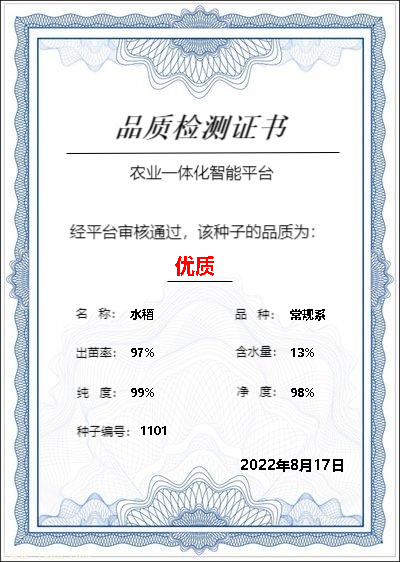 品质检测证书
农业一体化智能平台
经平台审核通过，该种子的品质为：
优质
名 称： 水稻 品 种： 常规系
出苗率： 97% 含水量： 13%
纯 度： 99% 净 度： 98%
种子编号： 1101
2022年8月17日